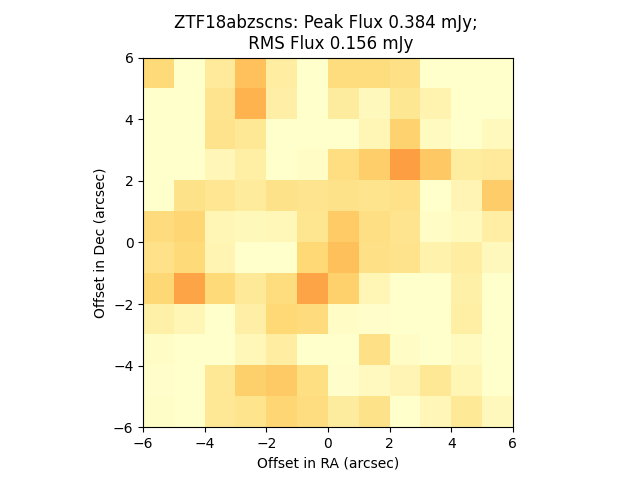 ZTF18abzscns: Peak Flux 0.384 mJy;
RMS Flux 0.156 mJy
6
4
2
0
−2
−4
−6
Offset in Dec (arcsec)
−6 −4 −2 0 2 4 6
Offset in RA (arcsec)